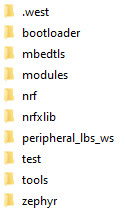 .west
bootloader
mbedtls
modules
nrf
nrfxlib
peripheral_lbs_ws
test
tools
zephyr